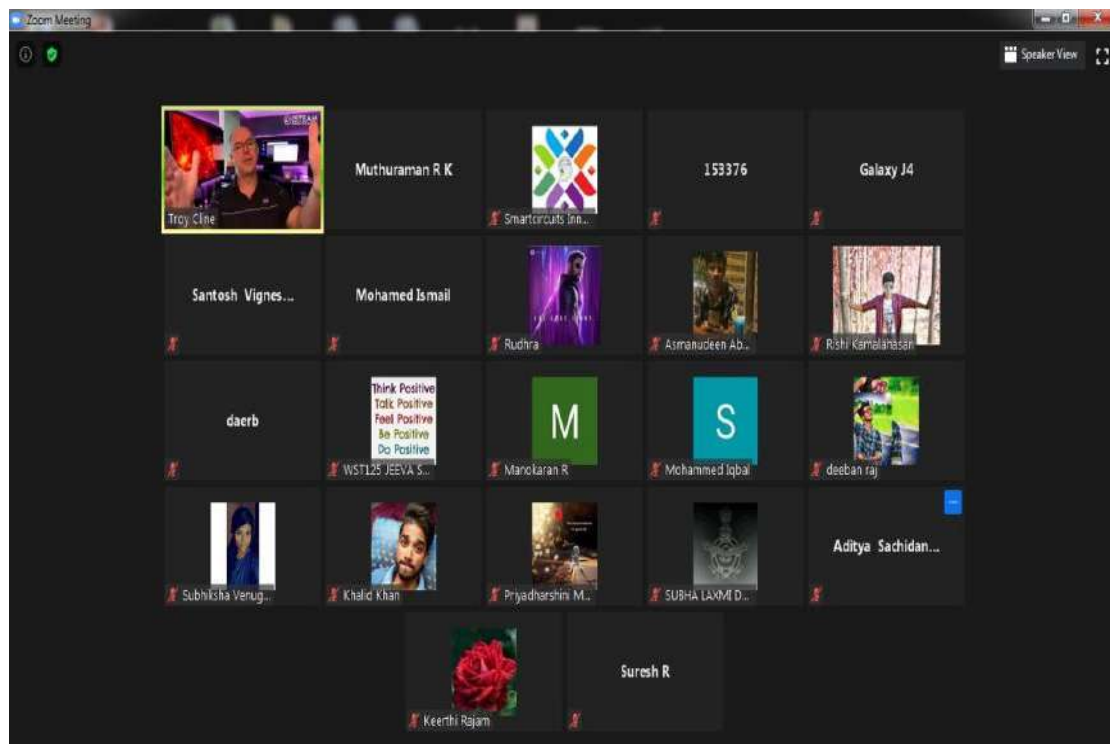 Zoom Meeting
Speaker View
Troy Cline
Muthuraman R K
Smartcircuits Inn...
153376
Galaxy J4
Santosh Vignes...
Mohamed Ismail
Rudhra
Asmanudeen Ab...
Rishi Kamalahasan
daerb
Think Positive
Talk Positive
Feel Positive
Be Positive
Do Positive
WST125 JEEVA S...
M
Manokaran R
S
Mohammed Iqbal
deeban raj
Subhiksha Venug...
Khalid Khan
Priyadharshini M...
SUBHA LAXMI D...
Aditya Sachidan...
Keerthi Rajam
Suresh R